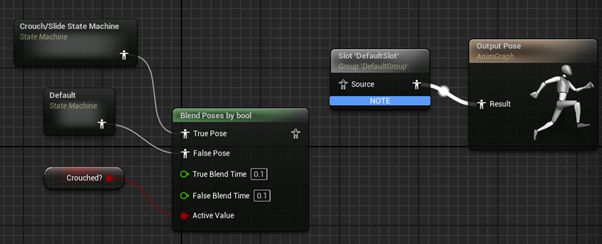 Crouch/Slide State Machine
State Machine
Default
State Machine
Crouched?
Blend Poses by bool
True Pose
False Pose
True Blend Time 0.1
False Blend Time 0.1
Active Value
Slot 'DefaultSlot'
Group 'DefaultGroup'
Source
NOTE
Output Pose
AnimGraph
Result